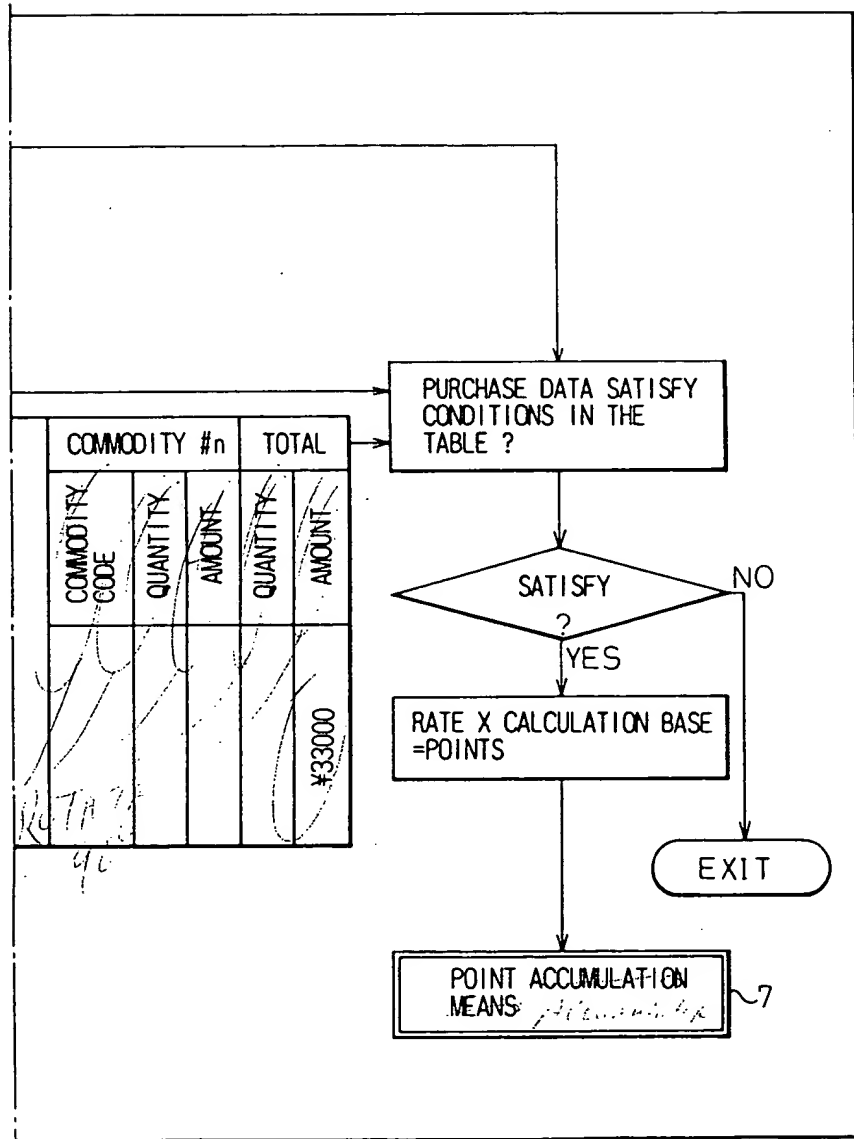 PURCHASE DATA SATISFY
CONDITIONS IN THE
TABLE ?
COMMODITY #n
TOTAL
COMMODITY
CODE
QUANTITY
AMOUNT
QUANTITY
AMOUNT
¥33000
SATISFY
?
NO
YES
RATE X CALCULATION BASE
=POINTS
EXIT
POINT ACCUMULATION
MEANS
7